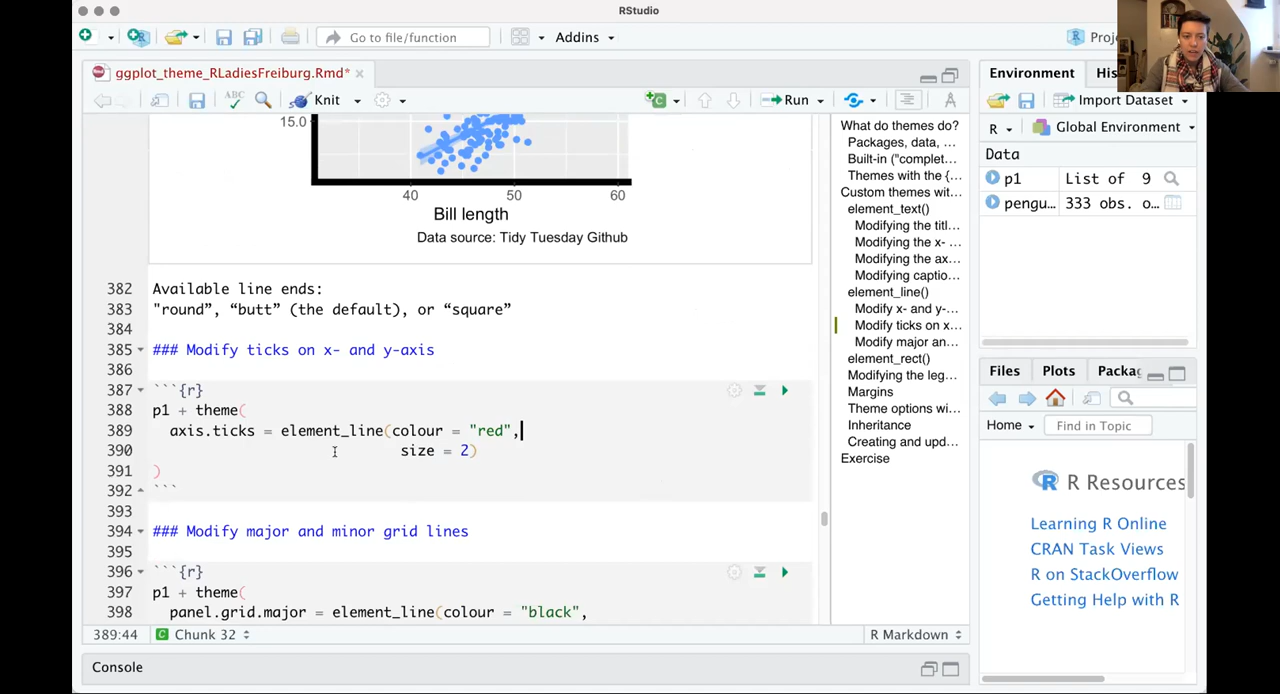 RStudio
Go to file/function
Addins
Proj
ggplot_theme_RLadiesFreiburg.Rmd*
ABC
Knit
Run
15.0
40
50
60
Bill length
Data source: Tidy Tuesday Github
382 Available line ends:
383 "round", “butt” (the default), or “square”
384
385 ### Modify ticks on x- and y-axis
386
387 ```{r}
388 p1 + theme(
389 axis.ticks = element_line(colour = "red",
390 size = 2)
391 )
392 ```
393
394 ### Modify major and minor grid lines
395
396 ```{r}
397 p1 + theme(
398 panel.grid.major = element_line(colour = "black",
389:44
Chunk 32
R Markdown
Console
What do themes do?
Packages, data, ...
Built-in ("complet...
Themes with the {...
Custom themes wit...
element_text()
Modifying the titl...
Modifying the x- ...
Modifying the ax...
Modifying captio...
element_line()
Modify x- and y-...
Modify ticks on x...
Modify major an...
element_rect()
Modifying the leg...
Margins
Theme options wi...
Inheritance
Creating and upd...
Exercise
Environment
His
Import Dataset
R
Global Environment
Data
p1 List of 9
pengu... 333 obs. o...
Files
Plots
Packag
Home
Find in Topic
R Resources
Learning R Online
CRAN Task Views
R on StackOverflow
Getting Help with R